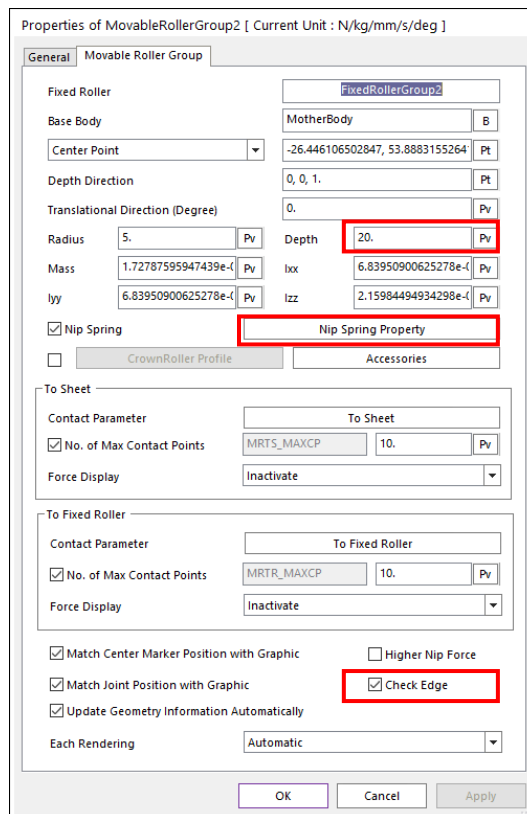 Properties of MovableRollerGroup2 [ Current Unit : N/kg/mm/s/deg ]
General Movable Roller Group
Fixed Roller FixedRollerGroup2
Base Body MotherBody B
Center Point -26.446106502847, 53.8883155264 Pt
Depth Direction 0, 0, 1. Pt
Translational Direction (Degree) 0. Pv
Radius 5. Pv Depth 20. Pv
Mass 1.72787595947439e-( Pv Ixx 6.83950900625278e-( Pv
Iyy 6.83950900625278e-( Pv Izz 2.15984494934298e-( Pv
Nip Spring Nip Spring Property
CrownRoller Profile Accessories
To Sheet
Contact Parameter To Sheet
No. of Max Contact Points MRTS_MAXCP 10. Pv
Force Display Inactivate
To Fixed Roller
Contact Parameter To Fixed Roller
No. of Max Contact Points MRTR_MAXCP 10. Pv
Force Display Inactivate
Match Center Marker Position with Graphic Higher Nip Force
Match Joint Position with Graphic Check Edge
Update Geometry Information Automatically
Each Rendering Automatic
OK Cancel Apply